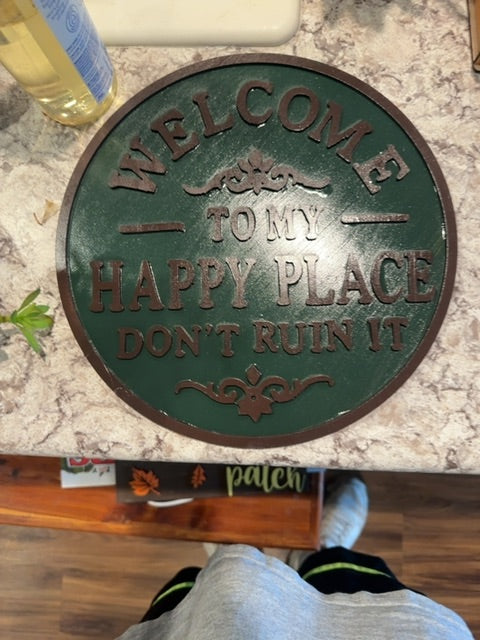 WELCOME
TO MY
HAPPY PLACE
DON'T RUIN IT
patch